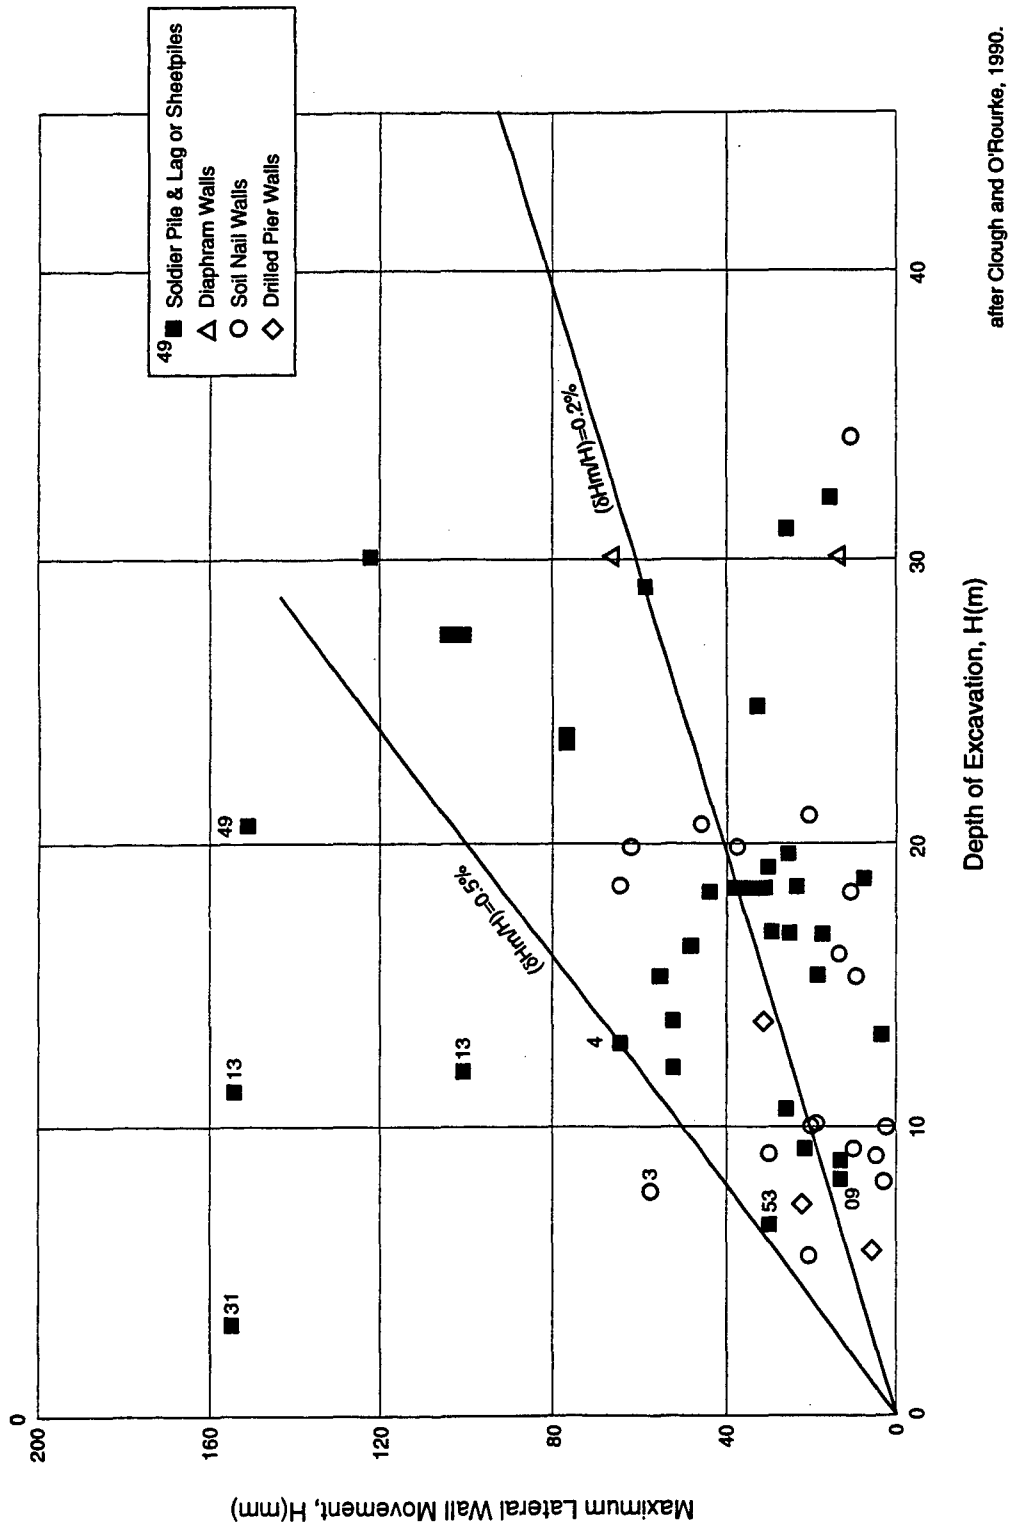 49 Soldier Pile & Lag or Sheetpiles
Diaphram Walls
Soil Nail Walls
Drilled Pier Walls
Maximum Lateral Wall Movement, H(mm)
0
200
160
120
80
40
0
0
10
20
30
40
Depth of Excavation, H(m)
(δHm/H)=0.5%
(δHm/H)=0.2%
31
13
49
13
4
3
53
09
after Clough and O'Rourke, 1990.